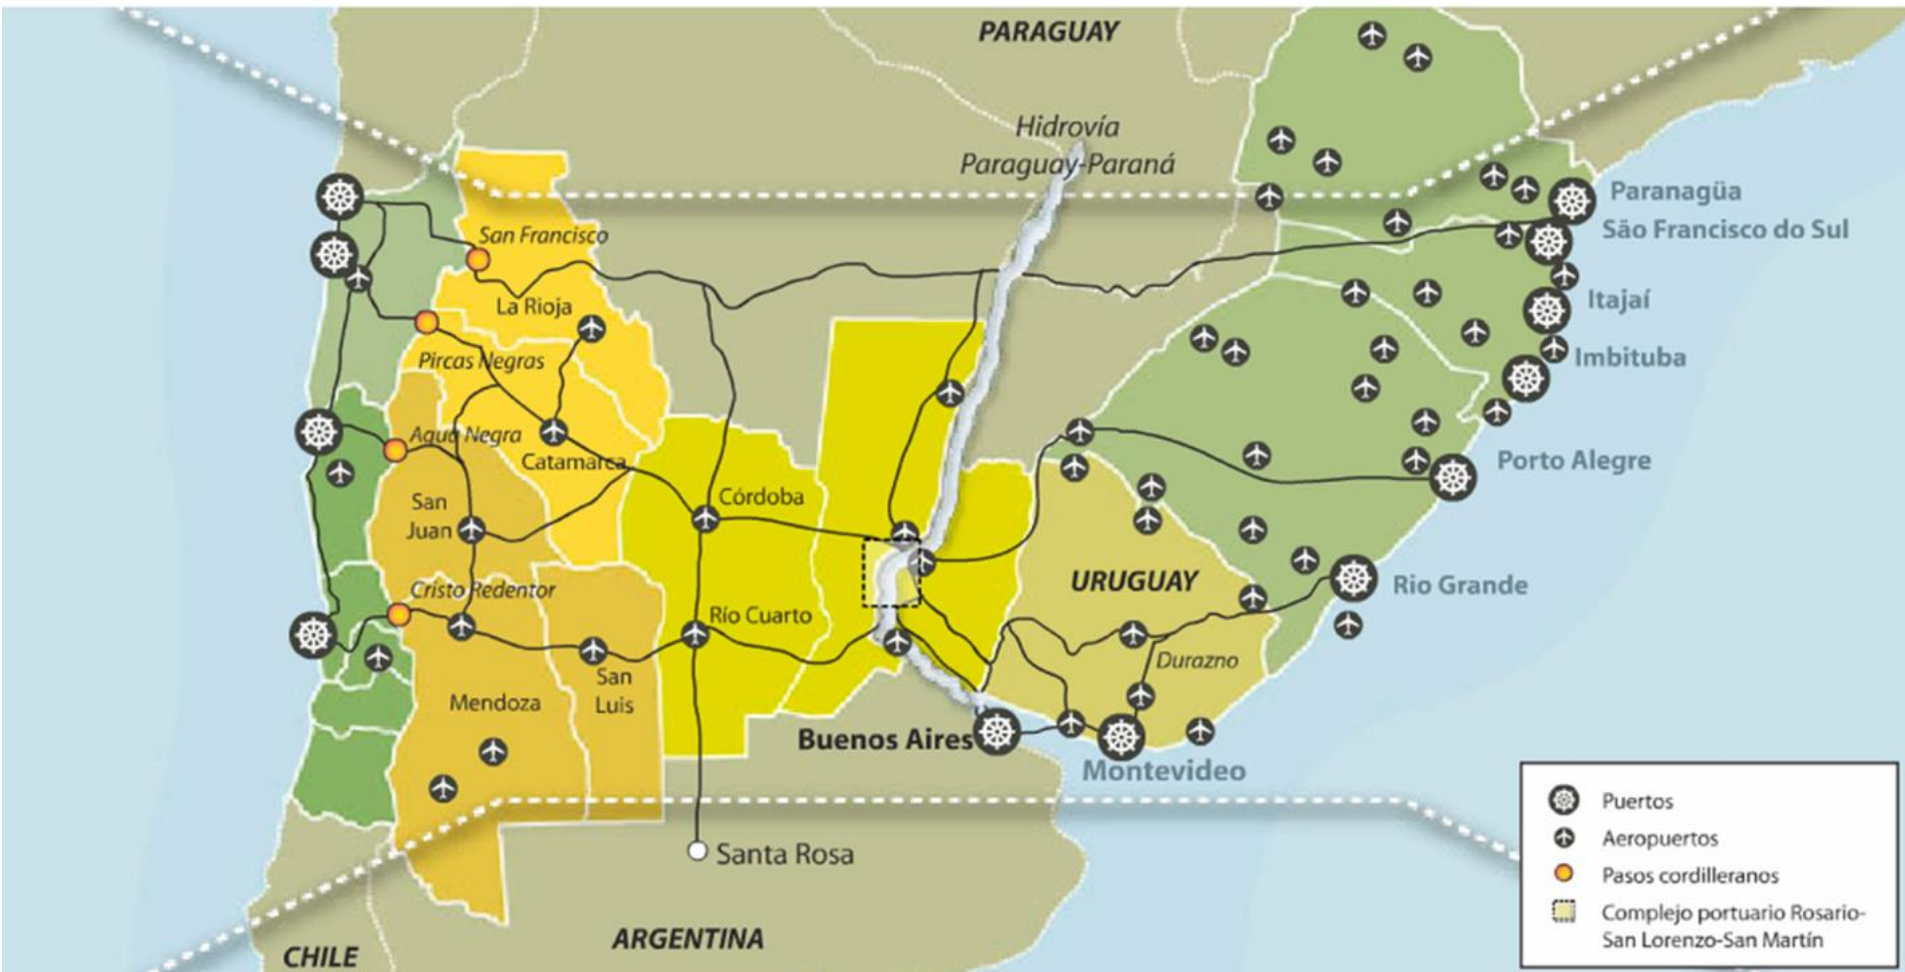 PARAGUAY
Hidrovía
Paraguay-Paraná
Paranagüa
São Francisco do Sul
San Francisco
Itajaí
La Rioja
Imbituba
Pircas Negras
Agua Negra
Catamarca
Porto Alegre
Córdoba
San
Juan
Cristo Redentor
URUGUAY
Rio Grande
Río Cuarto
Durazno
San
Luis
Mendoza
Buenos Aires
Montevideo
Santa Rosa
ARGENTINA
CHILE
Puertos
Aeropuertos
Pasos cordilleranos
Complejo portuario Rosario-
San Lorenzo-San Martín